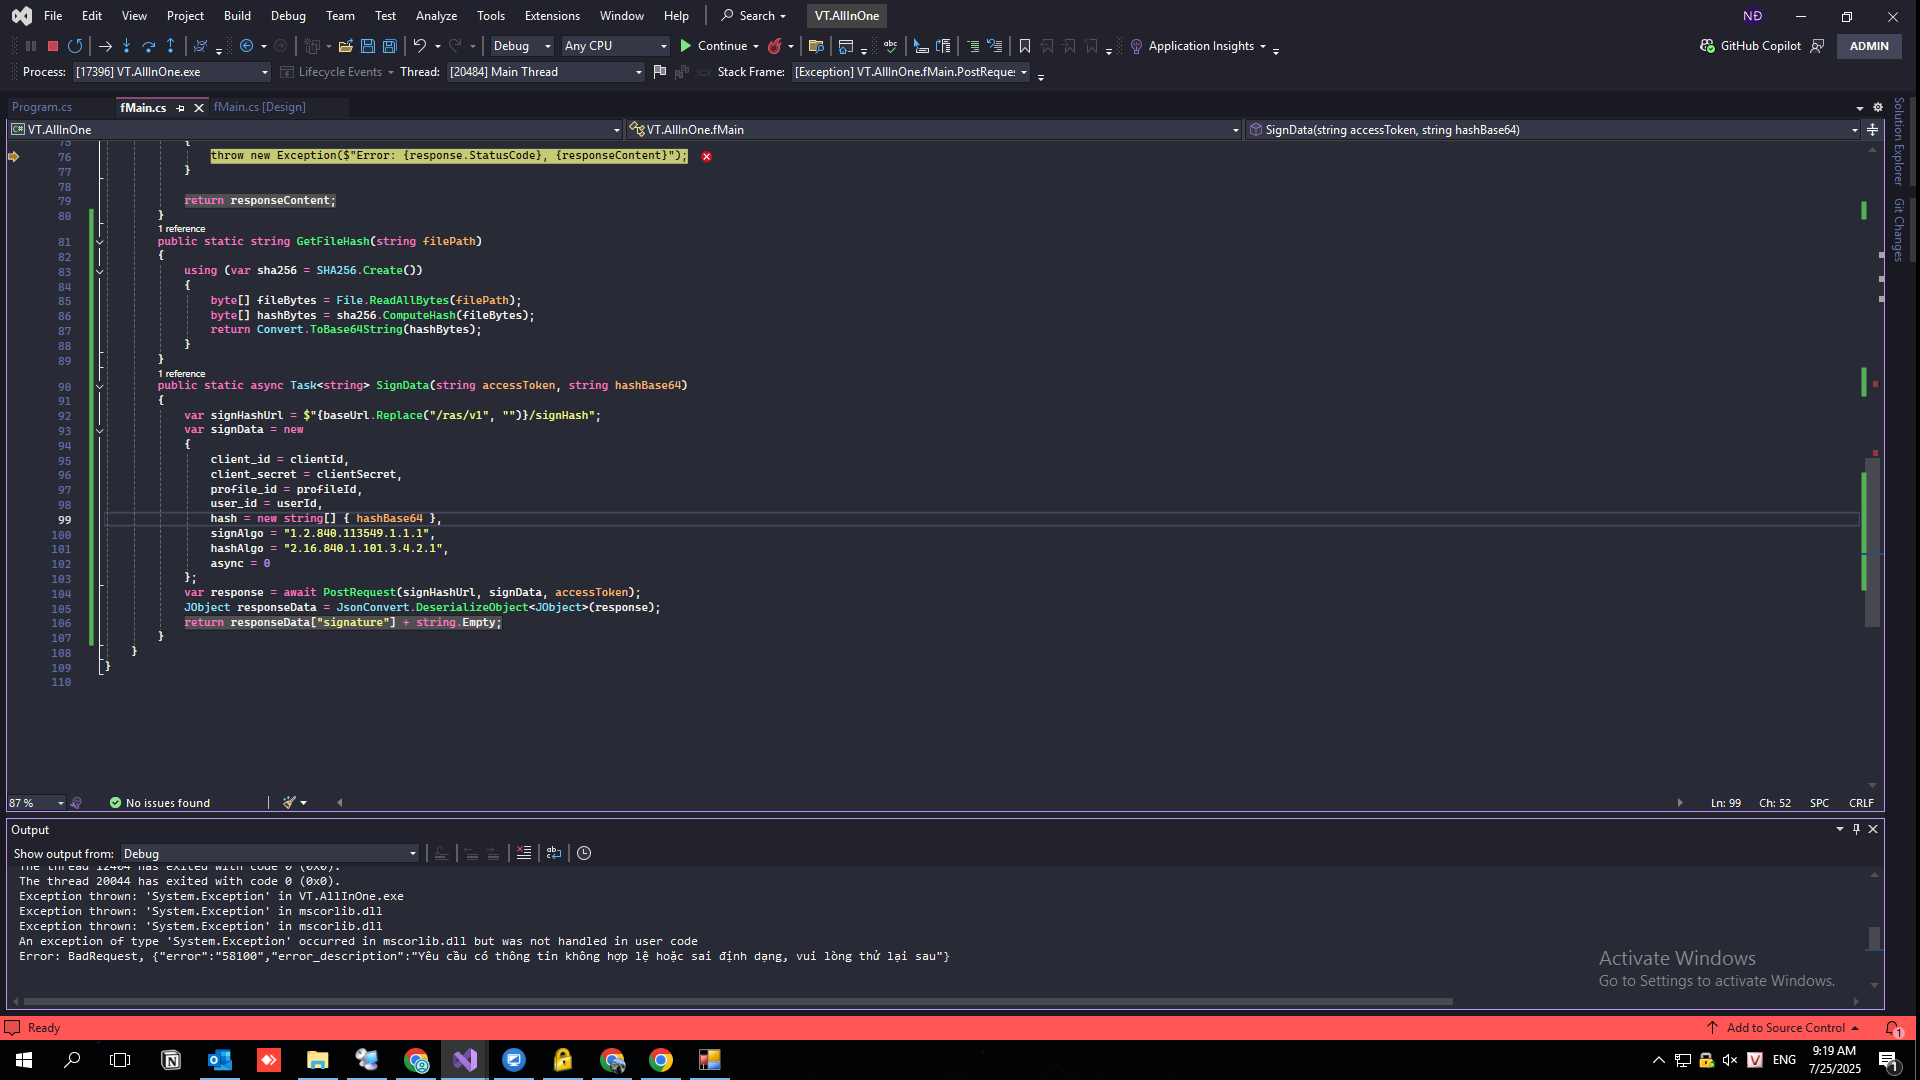 File Edit View Project Build Debug Team Test Analyze Tools Extensions Window Help Search VT.AllInOne NĐ
Debug Any CPU Continue Application Insights GitHub Copilot ADMIN
Process: [17396] VT.AllInOne.exe Lifecycle Events Thread: [20484] Main Thread Stack Frame: [Exception] VT.AllInOne.fMain.PostReque
Program.cs fMain.cs fMain.cs [Design]
VT.AllInOne VT.AllInOne.fMain SignData(string accessToken, string hashBase64)
75 {
76 throw new Exception($"Error: {response.StatusCode}, {responseContent}");
77 }
78
79 return responseContent;
80 }
1 reference
81 public static string GetFileHash(string filePath)
82 {
83 using (var sha256 = SHA256.Create())
84 {
85 byte[] fileBytes = File.ReadAllBytes(filePath);
86 byte[] hashBytes = sha256.ComputeHash(fileBytes);
87 return Convert.ToBase64String(hashBytes);
88 }
89 }
1 reference
90 public static async Task<string> SignData(string accessToken, string hashBase64)
91 {
92 var signHashUrl = $"{baseUrl.Replace("/ras/v1", "")}/signHash";
93 var signData = new
94 {
95 client_id = clientId,
96 client_secret = clientSecret,
97 profile_id = profileId,
98 user_id = userId,
99 hash = new string[] { hashBase64 },
100 signAlgo = "1.2.840.113549.1.1.1",
101 hashAlgo = "2.16.840.1.101.3.4.2.1",
102 async = 0
103 };
104 var response = await PostRequest(signHashUrl, signData, accessToken);
105 JObject responseData = JsonConvert.DeserializeObject<JObject>(response);
106 return responseData["signature"] + string.Empty;
107 }
108 }
109 }
110
Solution Explorer
Git Changes
87 % No issues found Ln: 99 Ch: 52 SPC CRLF
Output
Show output from: Debug
The thread 12404 has exited with code 0 (0x0).
The thread 20044 has exited with code 0 (0x0).
Exception thrown: 'System.Exception' in VT.AllInOne.exe
Exception thrown: 'System.Exception' in mscorlib.dll
Exception thrown: 'System.Exception' in mscorlib.dll
An exception of type 'System.Exception' occurred in mscorlib.dll but was not handled in user code
Error: BadRequest, {"error":"58100","error_description":"Yêu cầu có thông tin không hợp lệ hoặc sai định dạng, vui lòng thử lại sau"}
Activate Windows
Go to Settings to activate Windows.
Ready Add to Source Control 1
ENG 9:19 AM
7/25/2025 1